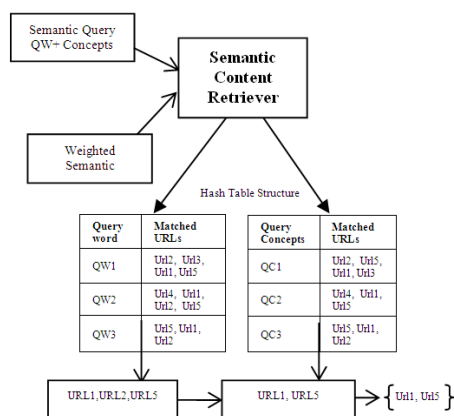 Semantic Query
QW+ Concepts
Semantic
Content
Retriever
Weighted
Semantic
Hash Table Structure
Query
word
Matched
URLs
QW1
Url2, Url3,
Url1, Url5
QW2
Url4, Url1,
Url2, Url5
QW3
Url5, Url1,
Url2
Query
Concepts
Matched
URLs
QC1
Url2, Url5,
Url1, Url3
QC2
Url4, Url1,
Url5
QC3
Url5, Url1,
Url2
URL1,URL2,URL5
URL1, URL5
{Url1, Url5}